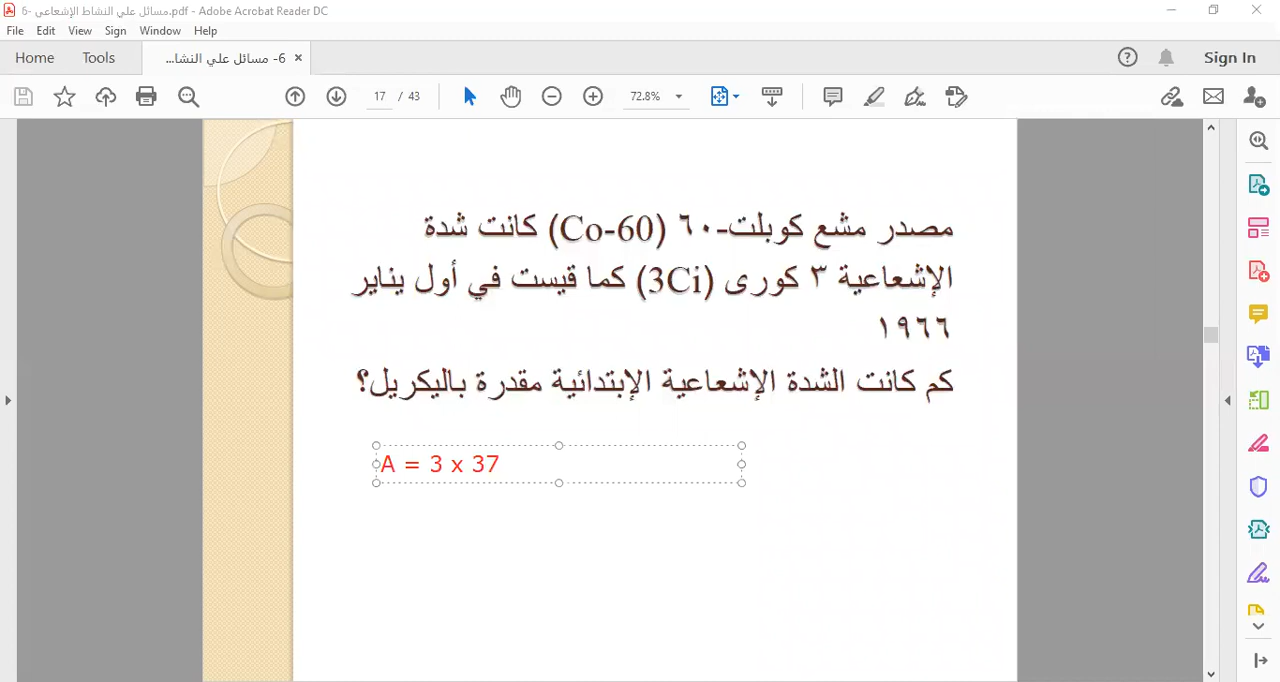 مسائل علي النشاط الإشعاعي -6.pdf - Adobe Acrobat Reader DC
File Edit View Sign Window Help
Home Tools 6- مسائل علي النشا... × Sign In
17 / 43 72.8%
مصدر مشع كوبلت-٦٠ (Co-60) كانت شدة
الإشعاعية ٣ كورى (3Ci) كما قيست في أول يناير
١٩٦٦
كم كانت الشدة الإشعاعية الإبتدائية مقدرة باليكريل؟
A = 3 x 37